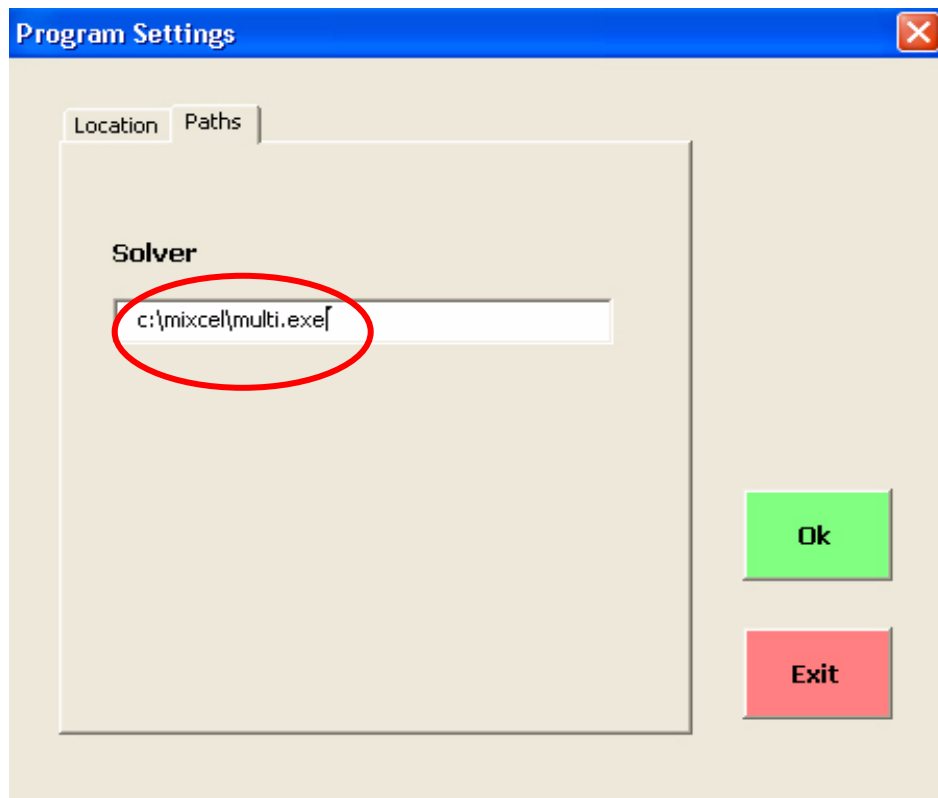 Program Settings
Location Paths
Solver
c:\mixcel\multi.exe
Ok
Exit